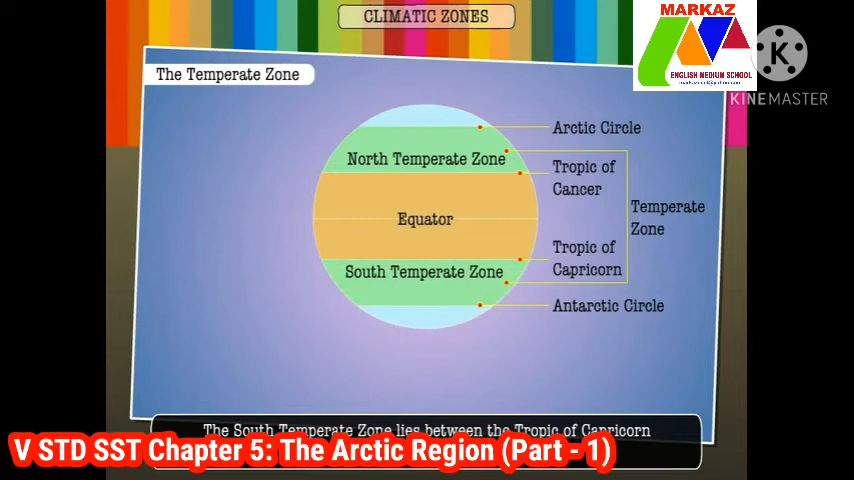 CLIMATIC ZONES
MARKAZ
ENGLISH MEDIUM SCHOOL
K
KINEMASTER
The Temperate Zone
Arctic Circle
North Temperate Zone
Tropic of
Cancer
Temperate
Zone
Equator
Tropic of
Capricorn
South Temperate Zone
Antarctic Circle
The South Temperate Zone lies between the Tropic of Capricorn
V STD SST Chapter 5: The Arctic Region (Part - 1)